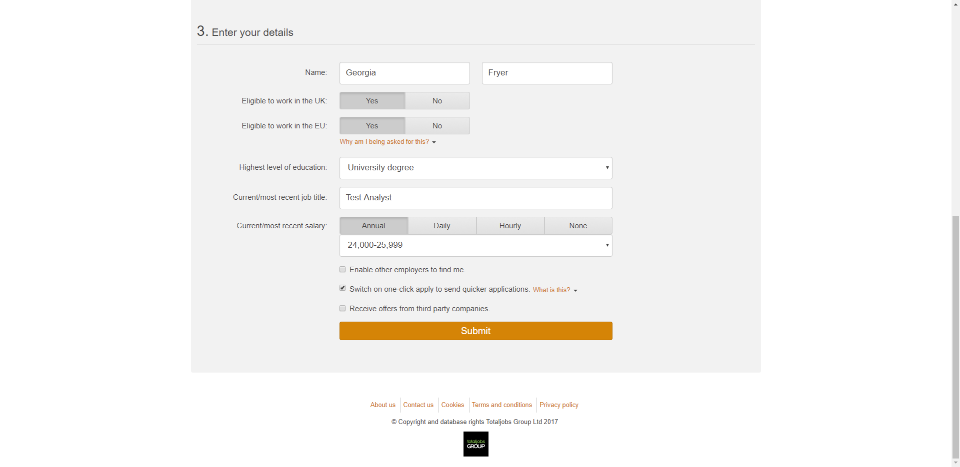 3. Enter your details
Name: Georgia Fryer
Eligible to work in the UK: Yes No
Eligible to work in the EU: Yes No
Why am I being asked for this?
Highest level of education: University degree
Current/most recent job title: Test Analyst
Current/most recent salary: Annual Daily Hourly None
24,000-25,999
Enable other employers to find me
Switch on one click apply to send quicker applications. What is this?
Receive offers from third party companies
Submit
About us Contact us Cookies Terms and conditions Privacy policy
© Copyright and database rights Totaljobs Group Ltd 2017
totaljobs
GROUP